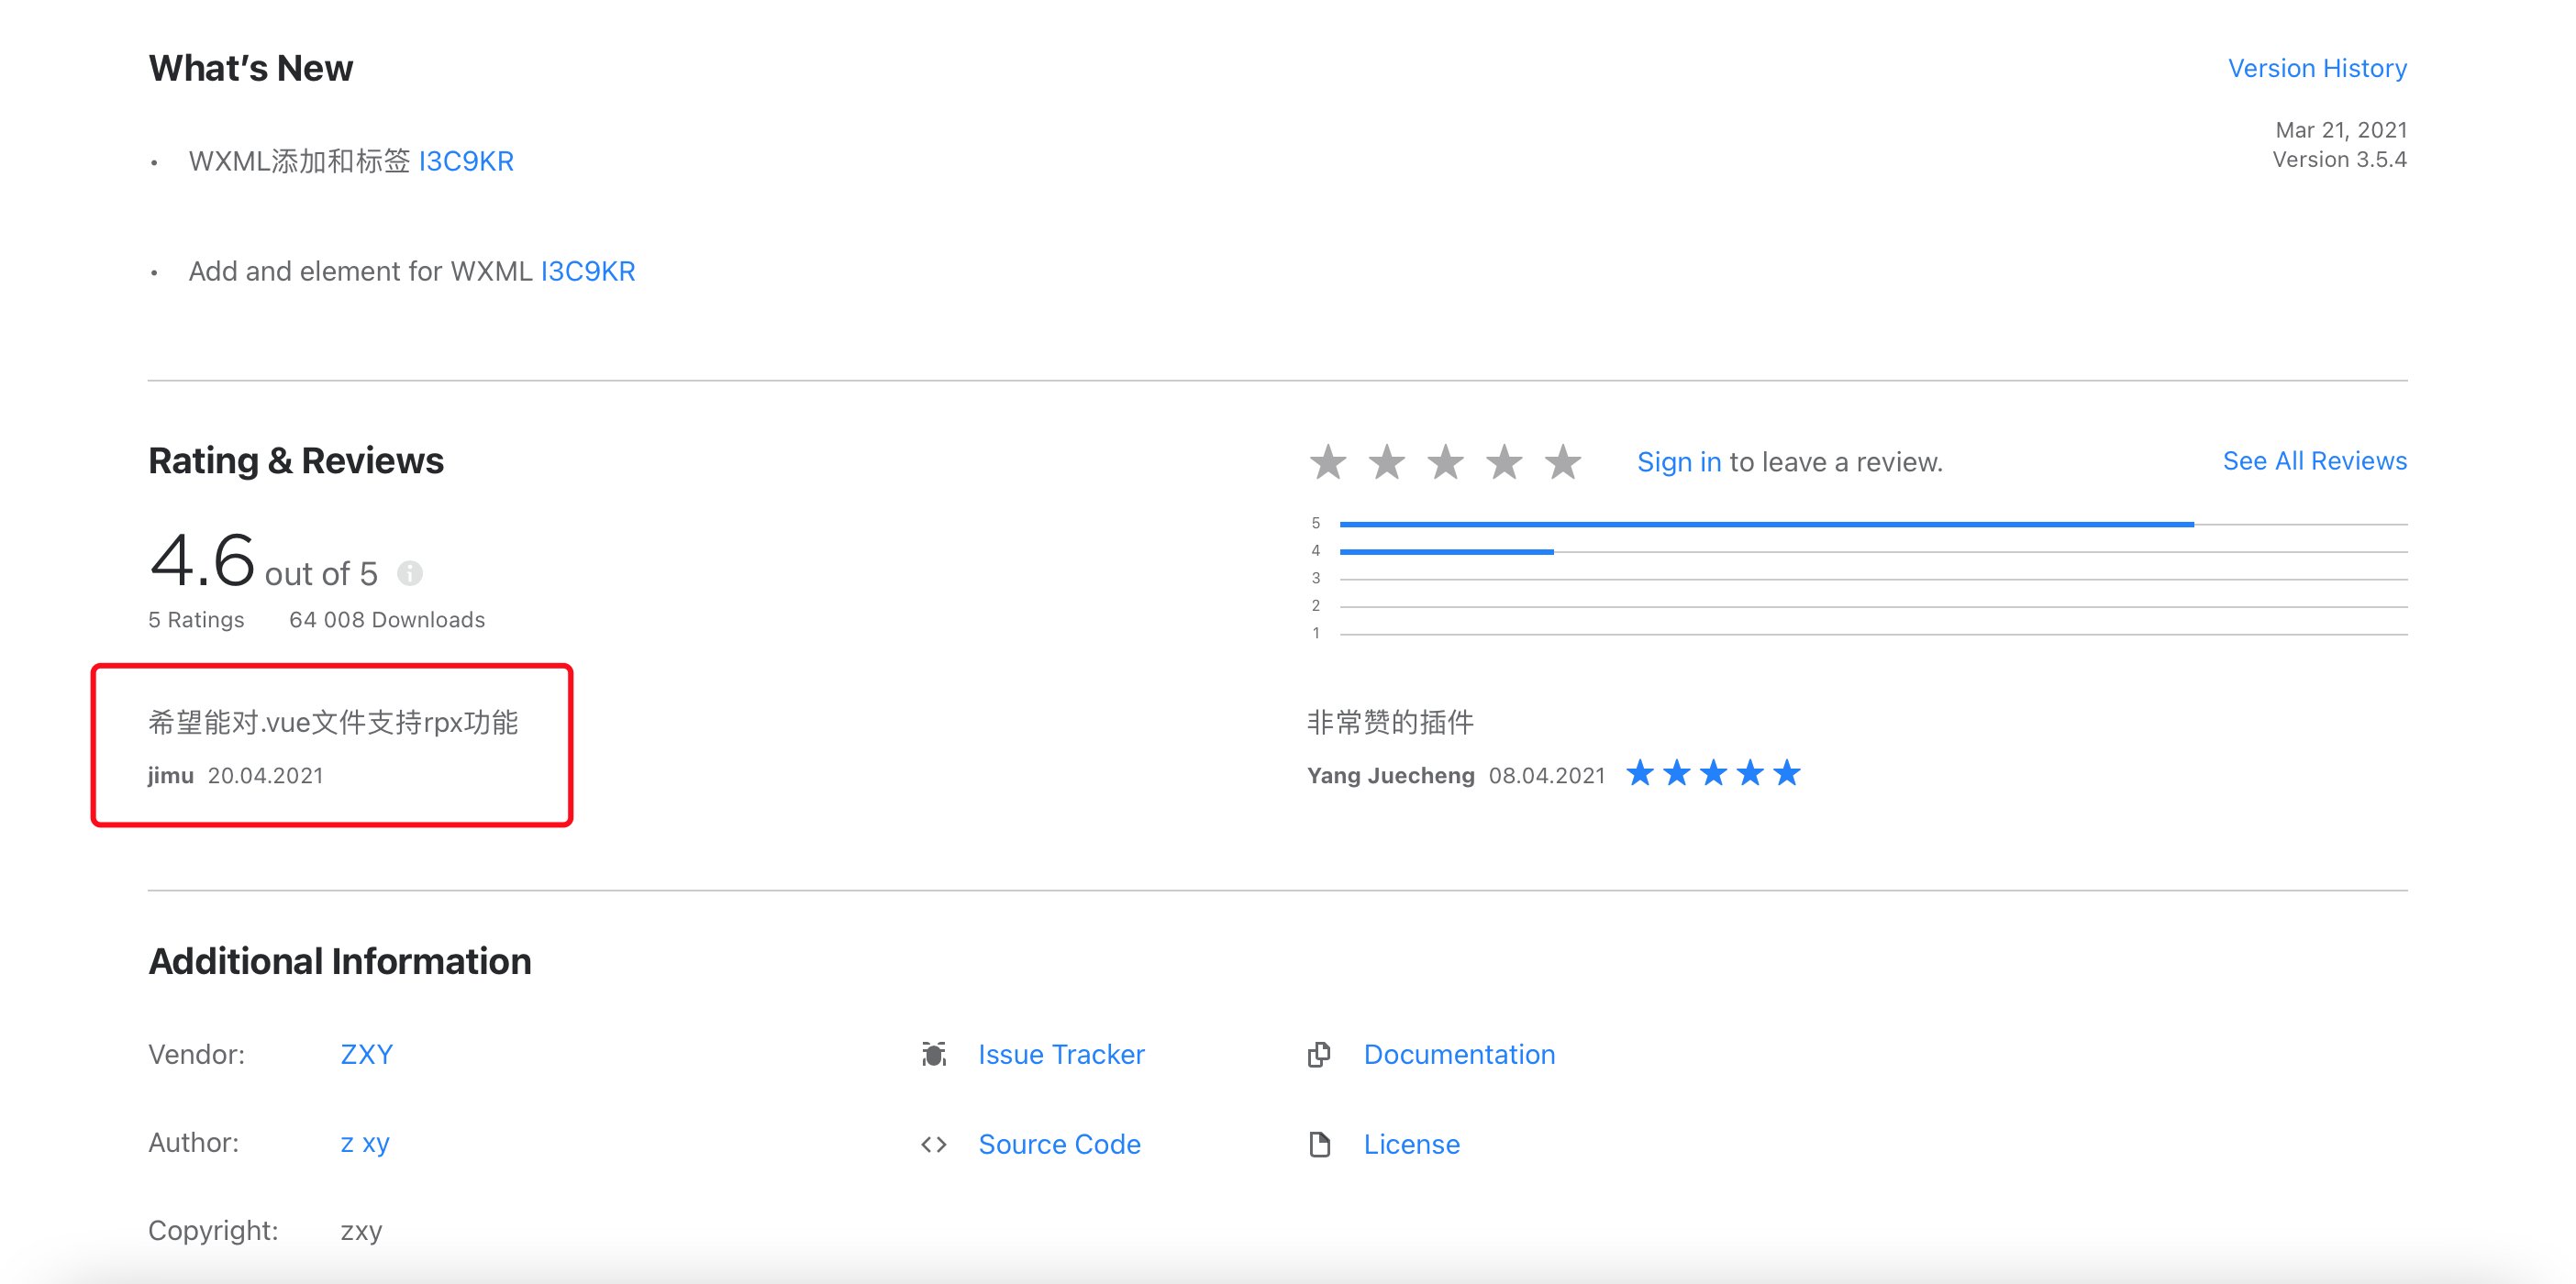 What's New
Version History
Mar 21, 2021
Version 3.5.4
• WXML添加和标签 I3C9KR
• Add and element for WXML I3C9KR
Rating & Reviews
Sign in to leave a review.
See All Reviews
4.6 out of 5
5 Ratings 64 008 Downloads
5
4
3
2
1
希望能对.vue文件支持rpx功能
jimu 20.04.2021
非常赞的插件
Yang Juecheng 08.04.2021
Additional Information
Vendor: ZXY
Issue Tracker
Documentation
Author: z xy
Source Code
License
Copyright: zxy